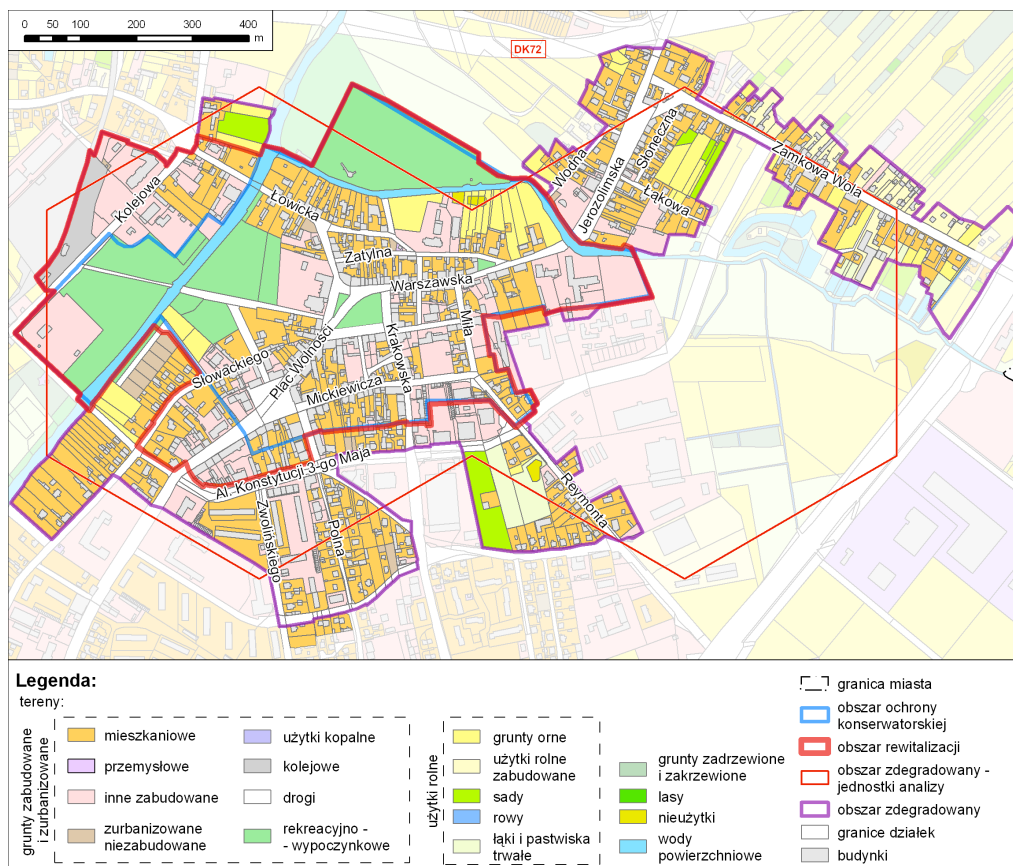 0 50 100 200 300 400
m
DK72
Kolejowa
Łowicka
Zatylna
Warszawska
Wodna
Jerozolimska
Słoneczna
Łąkowa
Zamkowa Wola
Słowackiego
Plac Wolności
Krakowska
Miła
Mickiewicza
Al. Konstytucji 3-go Maja
Zwolińskiego
Polna
Reymonta
Legenda:
tereny:
grunty zabudowane
i zurbanizowane
mieszkaniowe
przemysłowe
inne zabudowane
zurbanizowane
niezabudowane
użytki kopalne
kolejowe
drogi
rekreacyjno -
- wypoczynkowe
użytki rolne
grunty orne
użytki rolne
zabudowane
sady
rowy
łąki i pastwiska
trwałe
grunty zadrzewione
i zakrzewione
lasy
nieużytki
wody
powierzchniowe
granica miasta
obszar ochrony
konserwatorskiej
obszar rewitalizacji
obszar zdegradowany -
jednostki analizy
obszar zdegradowany
granice działek
budynki